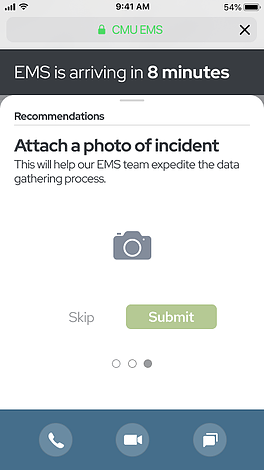 9:41 AM
54%
CMU EMS
EMS is arriving in 8 minutes
Recommendations
Attach a photo of incident
This will help our EMS team expedite the data
gathering process.
Skip
Submit